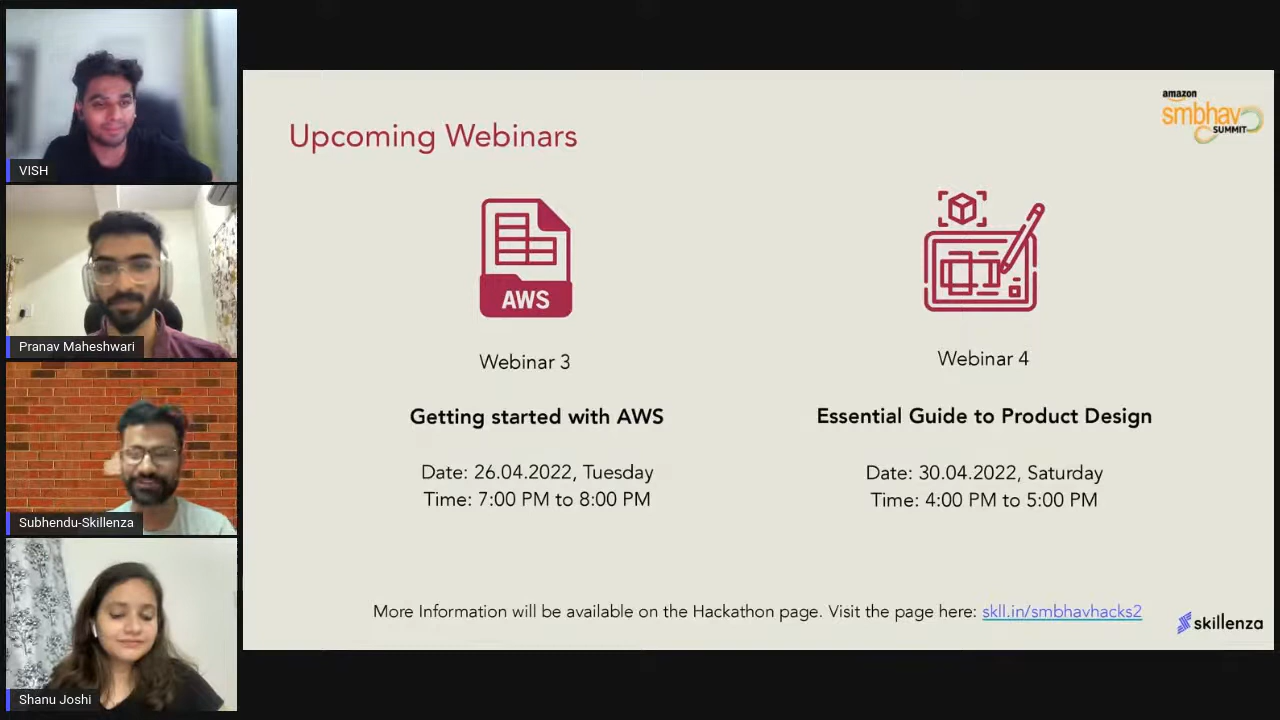 VISH
Pranav Maheshwari
Subhendu-Skillenza
Shanu Joshi
amazon
smbhav
SUMMIT
Upcoming Webinars
AWS
Webinar 3
Getting started with AWS
Date: 26.04.2022, Tuesday
Time: 7:00 PM to 8:00 PM
Webinar 4
Essential Guide to Product Design
Date: 30.04.2022, Saturday
Time: 4:00 PM to 5:00 PM
More Information will be available on the Hackathon page. Visit the page here: skll.in/smbhavhacks2
skillenza